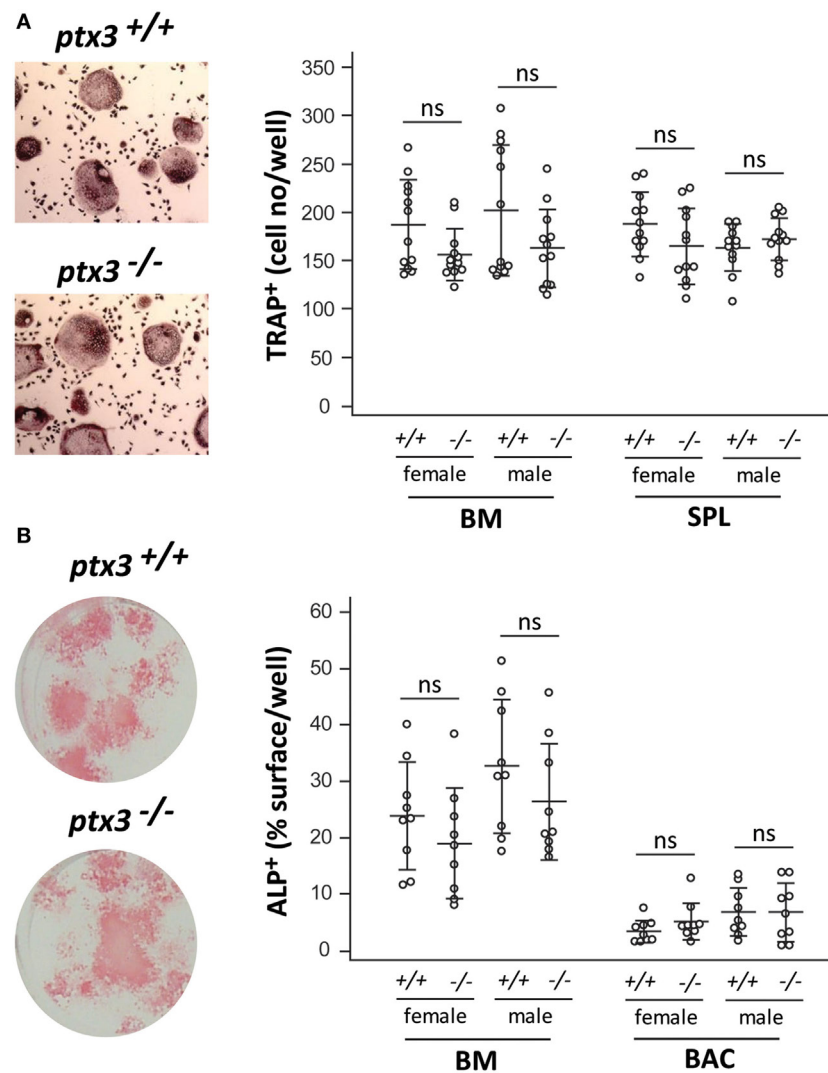 A
ptx3 +/+
ptx3 -/-
TRAP+ (cell no/well)
350
300
250
200
150
100
50
0
ns
ns
ns
ns
+/+ -/- +/+ -/- +/+ -/- +/+ -/-
female male female male
BM SPL
B
ptx3 +/+
ptx3 -/-
ALP+ (% surface/well)
60
50
40
30
20
10
0
ns
ns
ns
ns
+/+ -/- +/+ -/- +/+ -/- +/+ -/-
female male female male
BM BAC